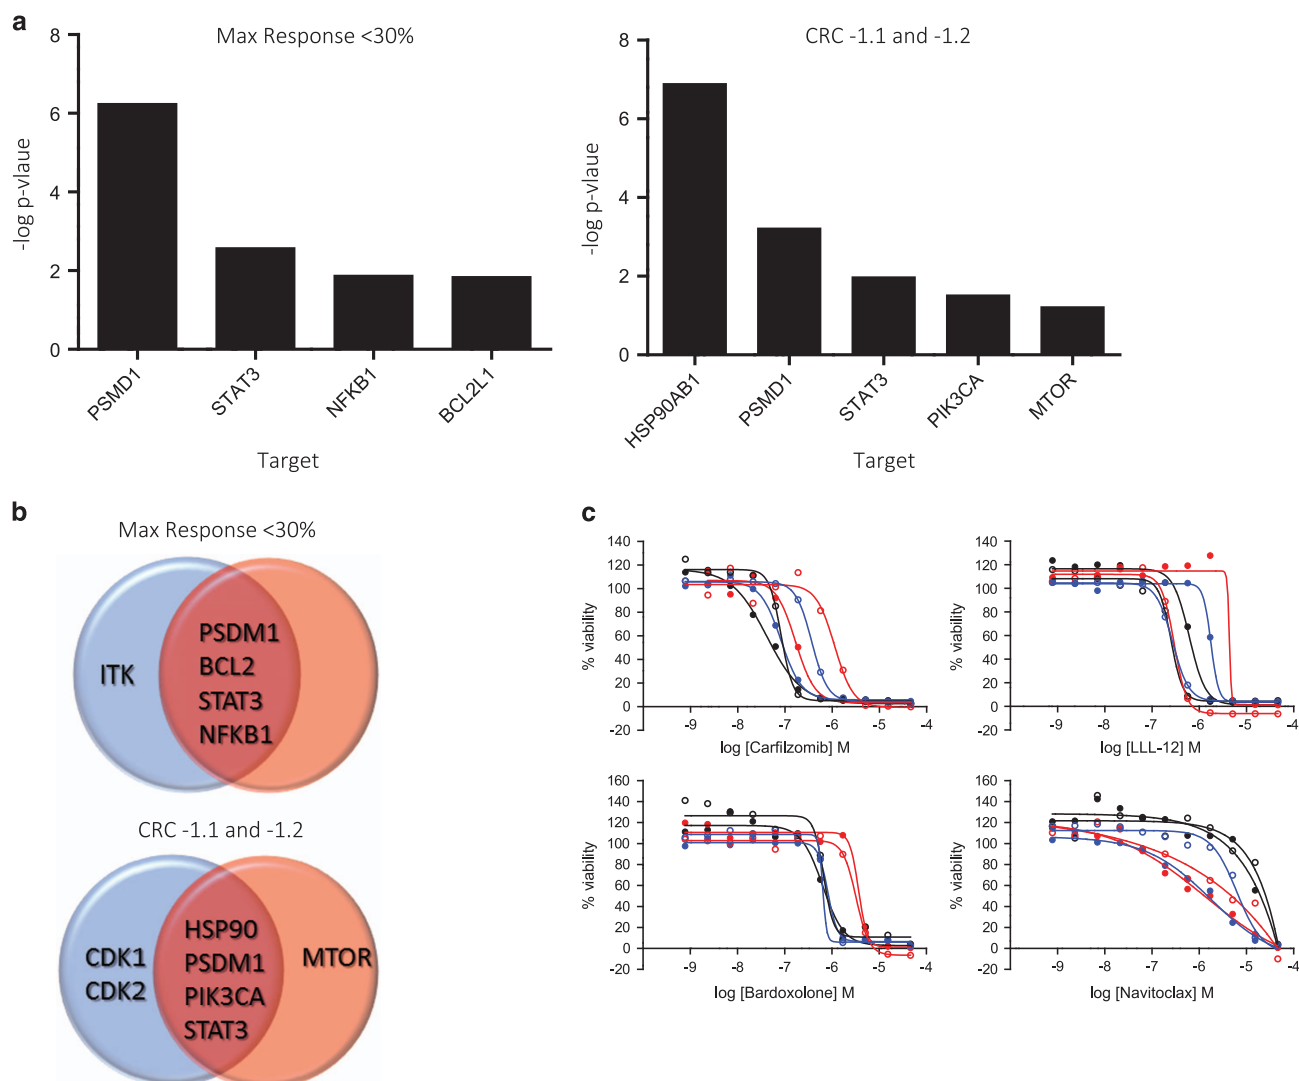 a
Max Response <30%
8
6
4
2
0
-log p-vlaue
PSMD1
STAT3
NFKB1
BCL2L1
Target
CRC -1.1 and -1.2
8
6
4
2
0
-log p-vlaue
HSP90AB1
PSMD1
STAT3
PIK3CA
MTOR
Target
b
Max Response <30%
ITK
PSDM1
BCL2
STAT3
NFKB1
CRC -1.1 and -1.2
CDK1
CDK2
HSP90
PSDM1
PIK3CA
STAT3
MTOR
c
140
120
100
80
60
40
20
0
-20
% viability
-9 -8 -7 -6 -5 -4
log [Carfilzomib] M
140
120
100
80
60
40
20
0
-20
% viability
-9 -8 -7 -6 -5 -4
log [LLL-12] M
160
140
120
100
80
60
40
20
0
-20
% viability
-9 -8 -7 -6 -5 -4
log [Bardoxolone] M
160
140
120
100
80
60
40
20
0
-20
% viability
-9 -8 -7 -6 -5 -4
log [Navitoclax] M